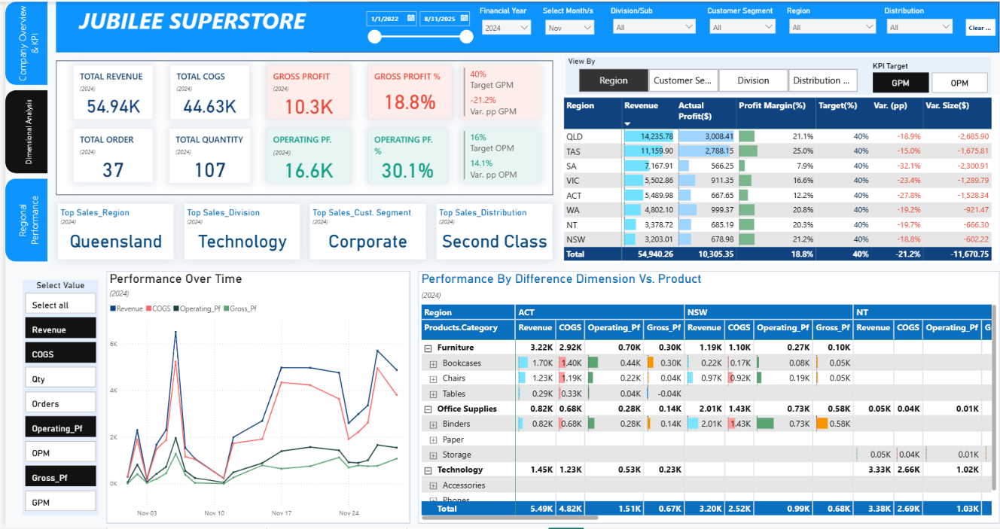 Company Overview & KPI
Dimensional Analysis
Regional Performance
JUBILEE SUPERSTORE
1/1/2022 8/31/2025
Financial Year Select Month/s Division/Sub Customer Segment Region Distribution
2024 Nov All All All All Clear ...
TOTAL REVENUE
(2024)
54.94K
TOTAL COGS
(2024)
44.63K
GROSS PROFIT
(2024)
10.3K
GROSS PROFIT %
18.8%
40%
Target GPM
-21.2%
Var. pp GPM
TOTAL ORDER
(2024)
37
TOTAL QUANTITY
(2024)
107
OPERATING PF.
(2024)
16.6K
OPERATING PF.
%
30.1%
16%
Target OPM
14.1%
Var. pp OPM
Top Sales_Region
(2024)
Queensland
Top Sales_Division
(2024)
Technology
Top Sales_Cust. Segment
(2024)
Corporate
Top Sales_Distribution
(2024)
Second Class
View By
Region Customer Se... Division Distribution ...
KPI Target
GPM OPM
Region Revenue Actual Profit($) Profit Margin(%) Target(%) Var. (pp) Var. Size($)
QLD 14,235.78 3,008.41 21.1% 40% -18.9% -2,685.90
TAS 11,159.90 2,788.15 25.0% 40% -15.0% -1,675.81
SA 7,167.91 566.25 7.9% 40% -32.1% -2,300.91
VIC 5,502.86 911.35 16.6% 40% -23.4% -1,289.79
ACT 5,489.98 667.65 12.2% 40% -27.8% -1,528.34
WA 4,802.10 999.37 20.8% 40% -19.2% -921.47
NT 3,378.72 685.19 20.3% 40% -19.7% -666.30
NSW 3,203.01 678.98 21.2% 40% -18.8% -602.22
Total 54,940.26 10,305.35 18.8% 40% -21.2% -11,670.75
Select Value
Select all
Revenue
COGS
Qty
Orders
Operating_Pf
OPM
Gross_Pf
GPM
Performance Over Time
(2024)
Revenue COGS Operating_Pf Gross_Pf
6K
4K
2K
0K
Nov 03 Nov 10 Nov 17 Nov 24
Performance By Difference Dimension Vs. Product
(2024)
Region ACT NSW NT
Products.Category Revenue COGS Operating_Pf Gross_Pf Revenue COGS Operating_Pf Gross_Pf Revenue COGS Operating_Pf G
Furniture 3.22K 2.92K 0.70K 0.30K 1.19K 1.10K 0.27K 0.10K
Bookcases 1.70K 1.40K 0.44K 0.30K 0.22K 0.17K 0.08K 0.05K
Chairs 1.23K 1.19K 0.22K 0.04K 0.97K 0.92K 0.19K 0.05K
Tables 0.29K 0.33K 0.04K -0.04K
Office Supplies 0.82K 0.68K 0.28K 0.14K 2.01K 1.43K 0.73K 0.58K 0.05K 0.04K 0.01K
Binders 0.82K 0.68K 0.28K 0.14K 2.01K 1.43K 0.73K 0.58K
Paper
Storage 0.05K 0.04K 0.01K
Technology 1.45K 1.23K 0.53K 0.23K 3.33K 2.66K 1.02K
Accessories
Phones
Total 5.49K 4.82K 1.51K 0.67K 3.20K 2.52K 0.99K 0.68K 3.38K 2.69K 1.03K